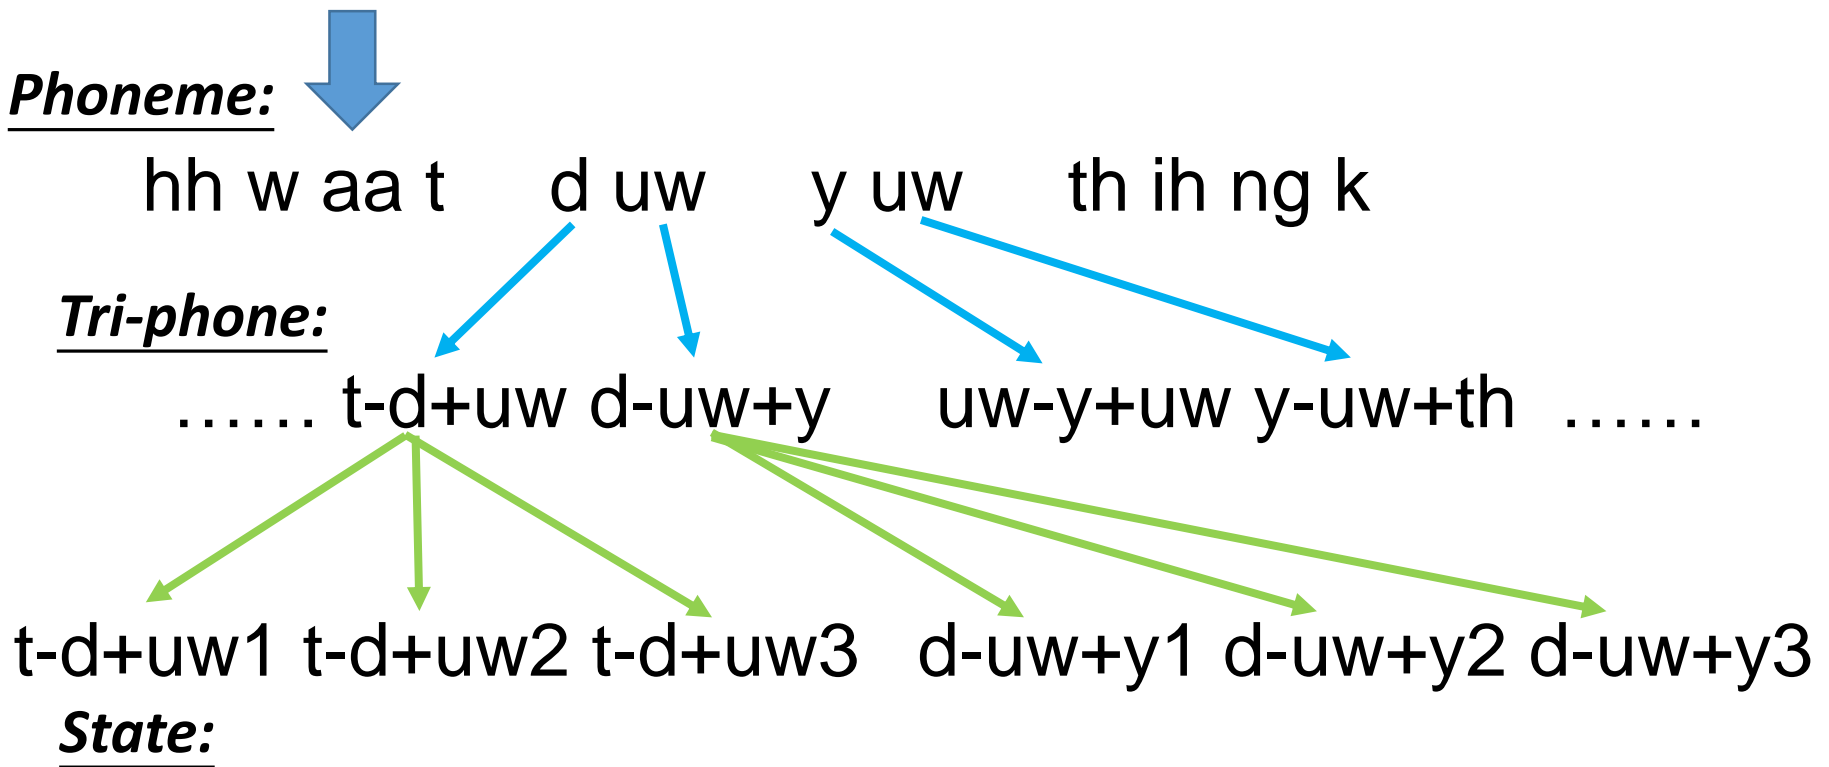 Phoneme:
hh w aa t d uw y uw th ih ng k
Tri-phone:
…… t-d+uw d-uw+y uw-y+uw y-uw+th ……
t-d+uw1 t-d+uw2 t-d+uw3 d-uw+y1 d-uw+y2 d-uw+y3
State: